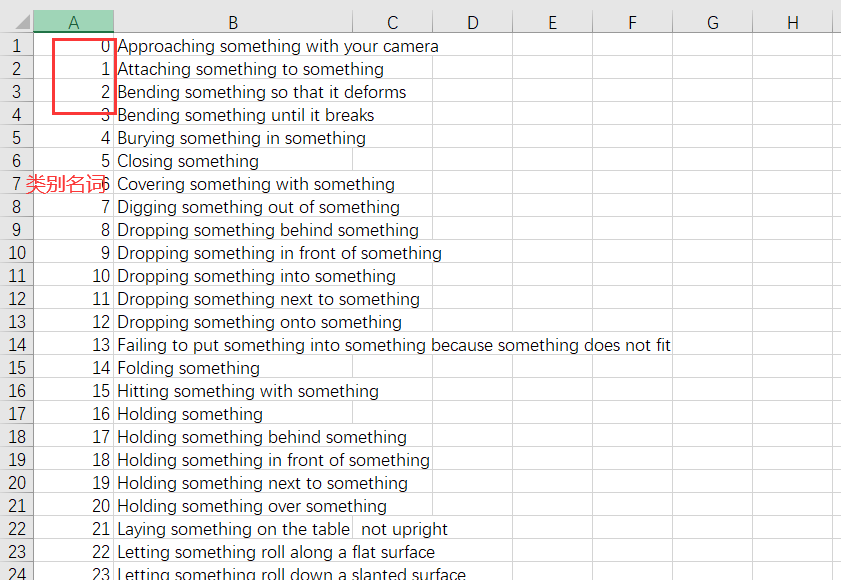 A B C D E F G H
1 0 Approaching something with your camera
2 1 Attaching something to something
3 2 Bending something so that it deforms
4 3 Bending something until it breaks
5 4 Burying something in something
6 5 Closing something
7 类别名词 6 Covering something with something
8 7 Digging something out of something
9 8 Dropping something behind something
10 9 Dropping something in front of something
11 10 Dropping something into something
12 11 Dropping something next to something
13 12 Dropping something onto something
14 13 Failing to put something into something because something does not fit
15 14 Folding something
16 15 Hitting something with something
17 16 Holding something
18 17 Holding something behind something
19 18 Holding something in front of something
20 19 Holding something next to something
21 20 Holding something over something
22 21 Laying something on the table  not upright
23 22 Letting something roll along a flat surface
24 23 Letting something roll down a slanted surface